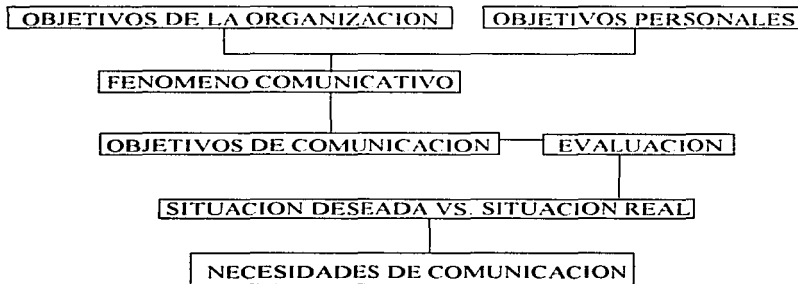 OBJETIVOS DE LA ORGANIZACION
OBJETIVOS PERSONALES
FENOMENO COMUNICATIVO
OBJETIVOS DE COMUNICACION
EVALUACION
SITUACION DESEADA VS. SITUACION REAL
NECESIDADES DE COMUNICACION